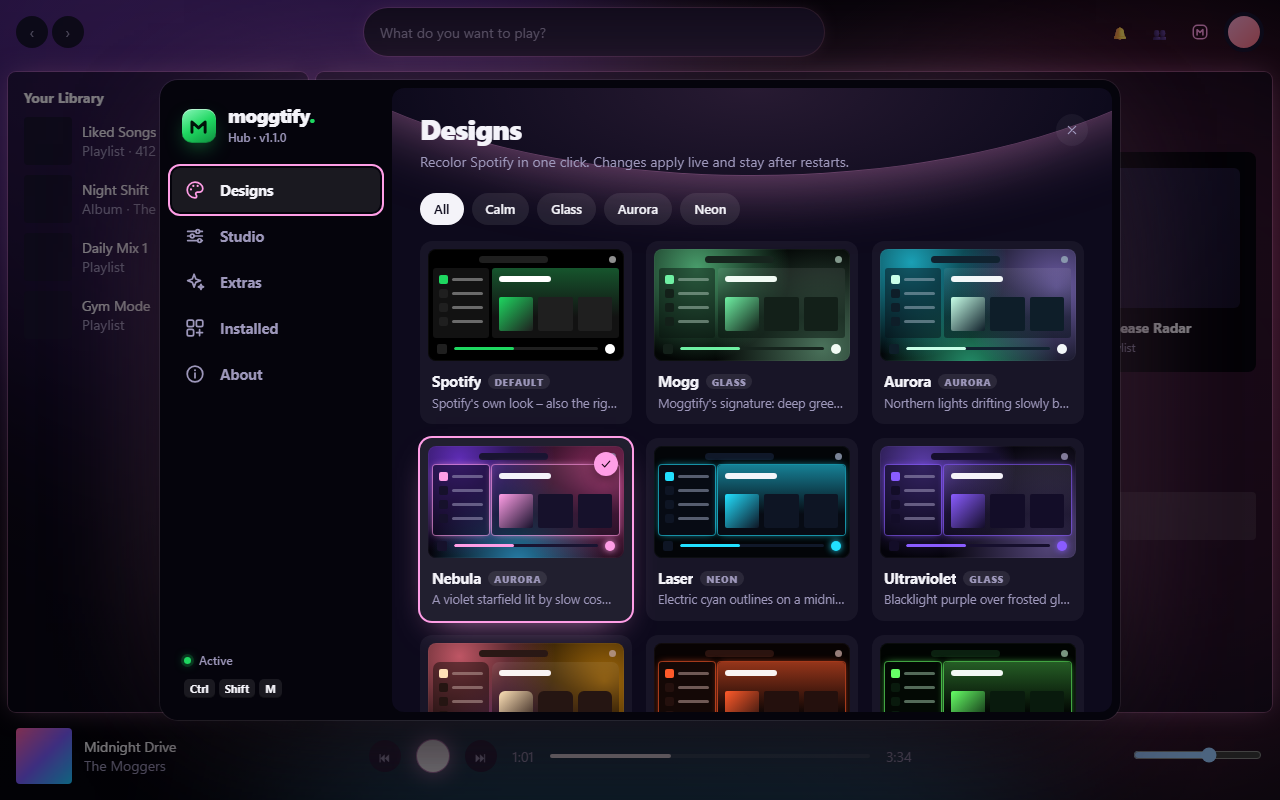 What do you want to play?
Your Library
Liked Songs
Playlist · 412
Night Shift
Album · The
Daily Mix 1
Playlist
Gym Mode
Playlist
moggtify.
Hub · v1.1.0
Designs
Studio
Extras
Installed
About
Active
Ctrl Shift M
Designs
Recolor Spotify in one click. Changes apply live and stay after restarts.
All Calm Glass Aurora Neon
Spotify DEFAULT
Spotify's own look – also the rig...
Mogg GLASS
Moggtify's signature: deep gree...
Aurora AURORA
Northern lights drifting slowly b...
Nebula AURORA
A violet starfield lit by slow cos...
Laser NEON
Electric cyan outlines on a midni...
Ultraviolet GLASS
Blacklight purple over frosted gl...
ease Radar
list
Midnight Drive
The Moggers
1:01
3:34